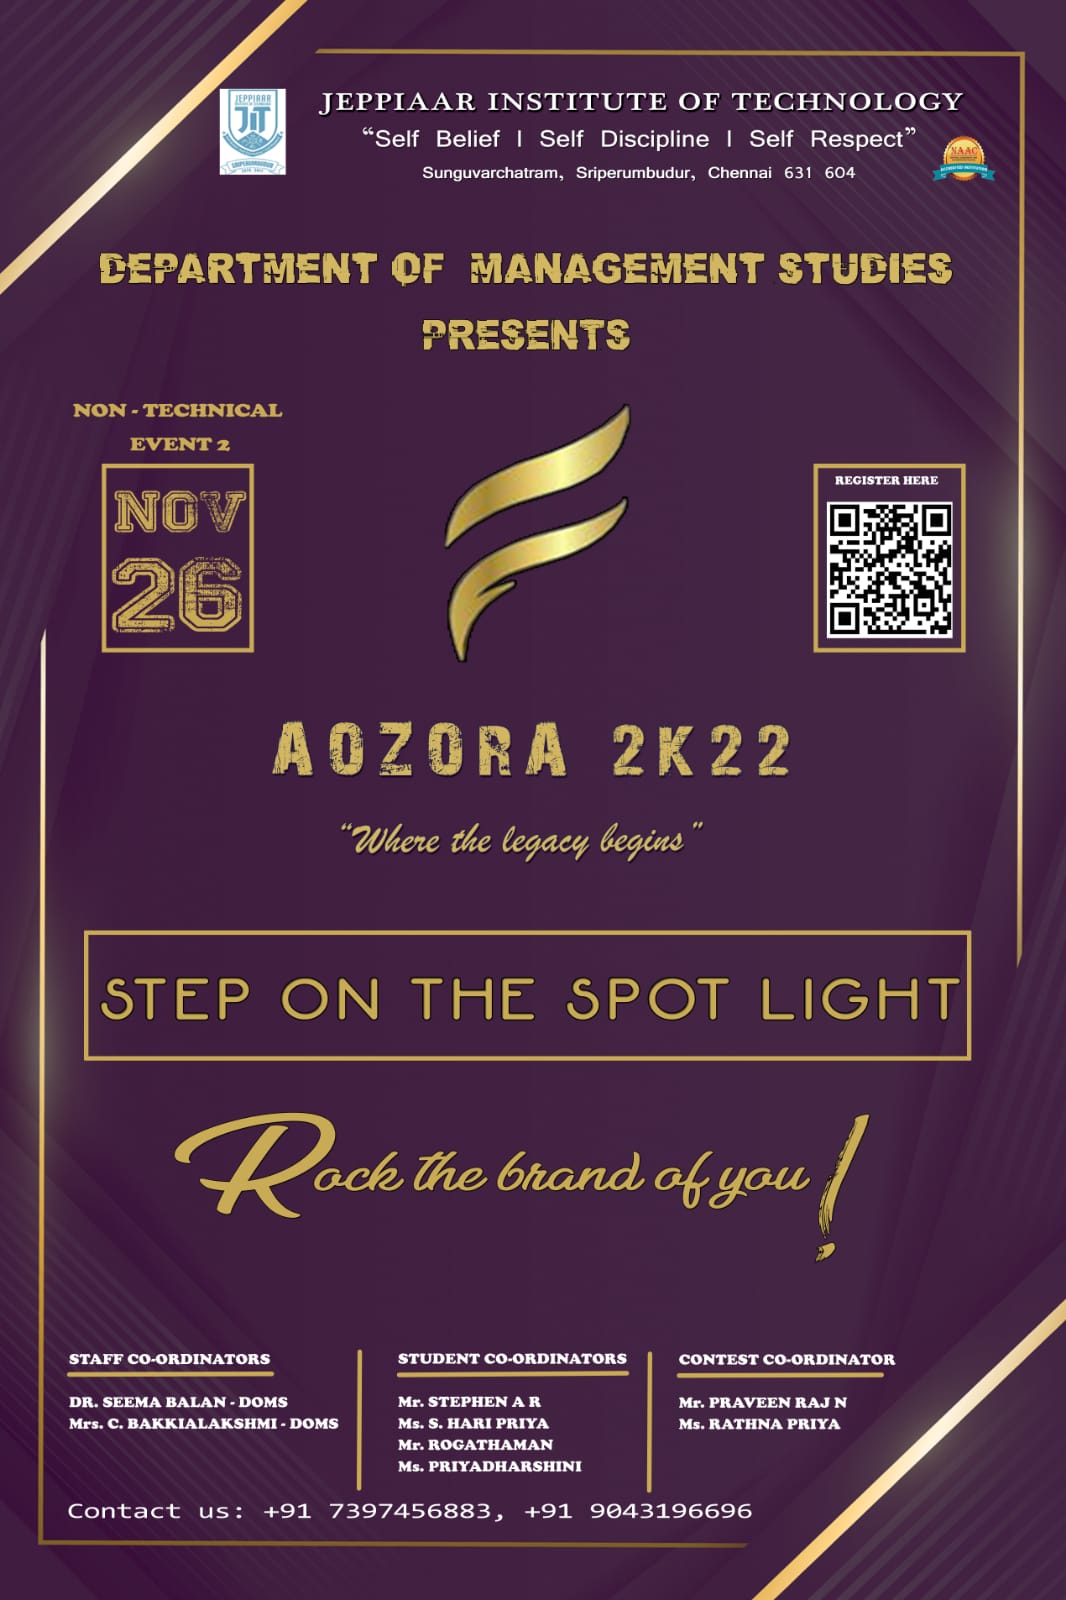 JEPPIAAR
JiT
SRIPERUMBUDUR
JEPPIAAR INSTITUTE OF TECHNOLOGY
“Self Belief | Self Discipline | Self Respect”
Sunguvarchatram, Sriperumbudur, Chennai 631 604
NAAC
DEPARTMENT OF MANAGEMENT STUDIES
PRESENTS
NON - TECHNICAL
EVENT 2
NOV
26
REGISTER HERE
AOZORA 2K22
“Where the legacy begins”
STEP ON THE SPOT LIGHT
Rock the brand of you!
STAFF CO-ORDINATORS
DR. SEEMA BALAN - DOMS
Mrs. C. BAKKIALAKSHMI - DOMS
STUDENT CO-ORDINATORS
Mr. STEPHEN A R
Ms. S. HARI PRIYA
Mr. ROGATHAMAN
Ms. PRIYADHARSHINI
CONTEST CO-ORDINATOR
Mr. PRAVEEN RAJ N
Ms. RATHNA PRIYA
Contact us: +91 7397456883, +91 9043196696